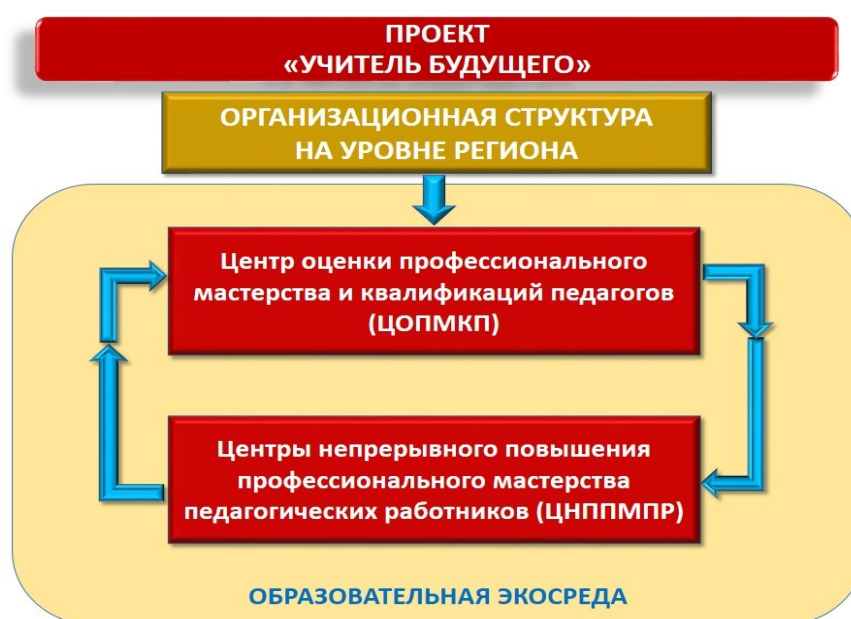 ПРОЕКТ
«УЧИТЕЛЬ БУДУЩЕГО»
ОРГАНИЗАЦИОННАЯ СТРУКТУРА
НА УРОВНЕ РЕГИОНА
Центр оценки профессионального
мастерства и квалификаций педагогов
(ЦОПМКП)
Центры непрерывного повышения
профессионального мастерства
педагогических работников (ЦНППМПР)
ОБРАЗОВАТЕЛЬНАЯ ЭКОСРЕДА